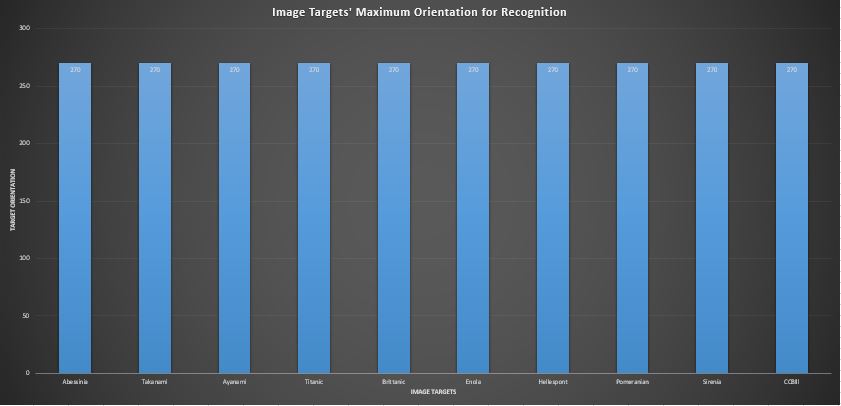 Image Targets' Maximum Orientation for Recognition
300
250
200
150
100
50
0
TARGET ORIENTATION
270 270 270 270 270 270 270 270 270 270
Abessinia Takanami Ayanami Titanic Brittanic Enola Hellespont Pomeranian Sirenia CCBill
IMAGE TARGETS